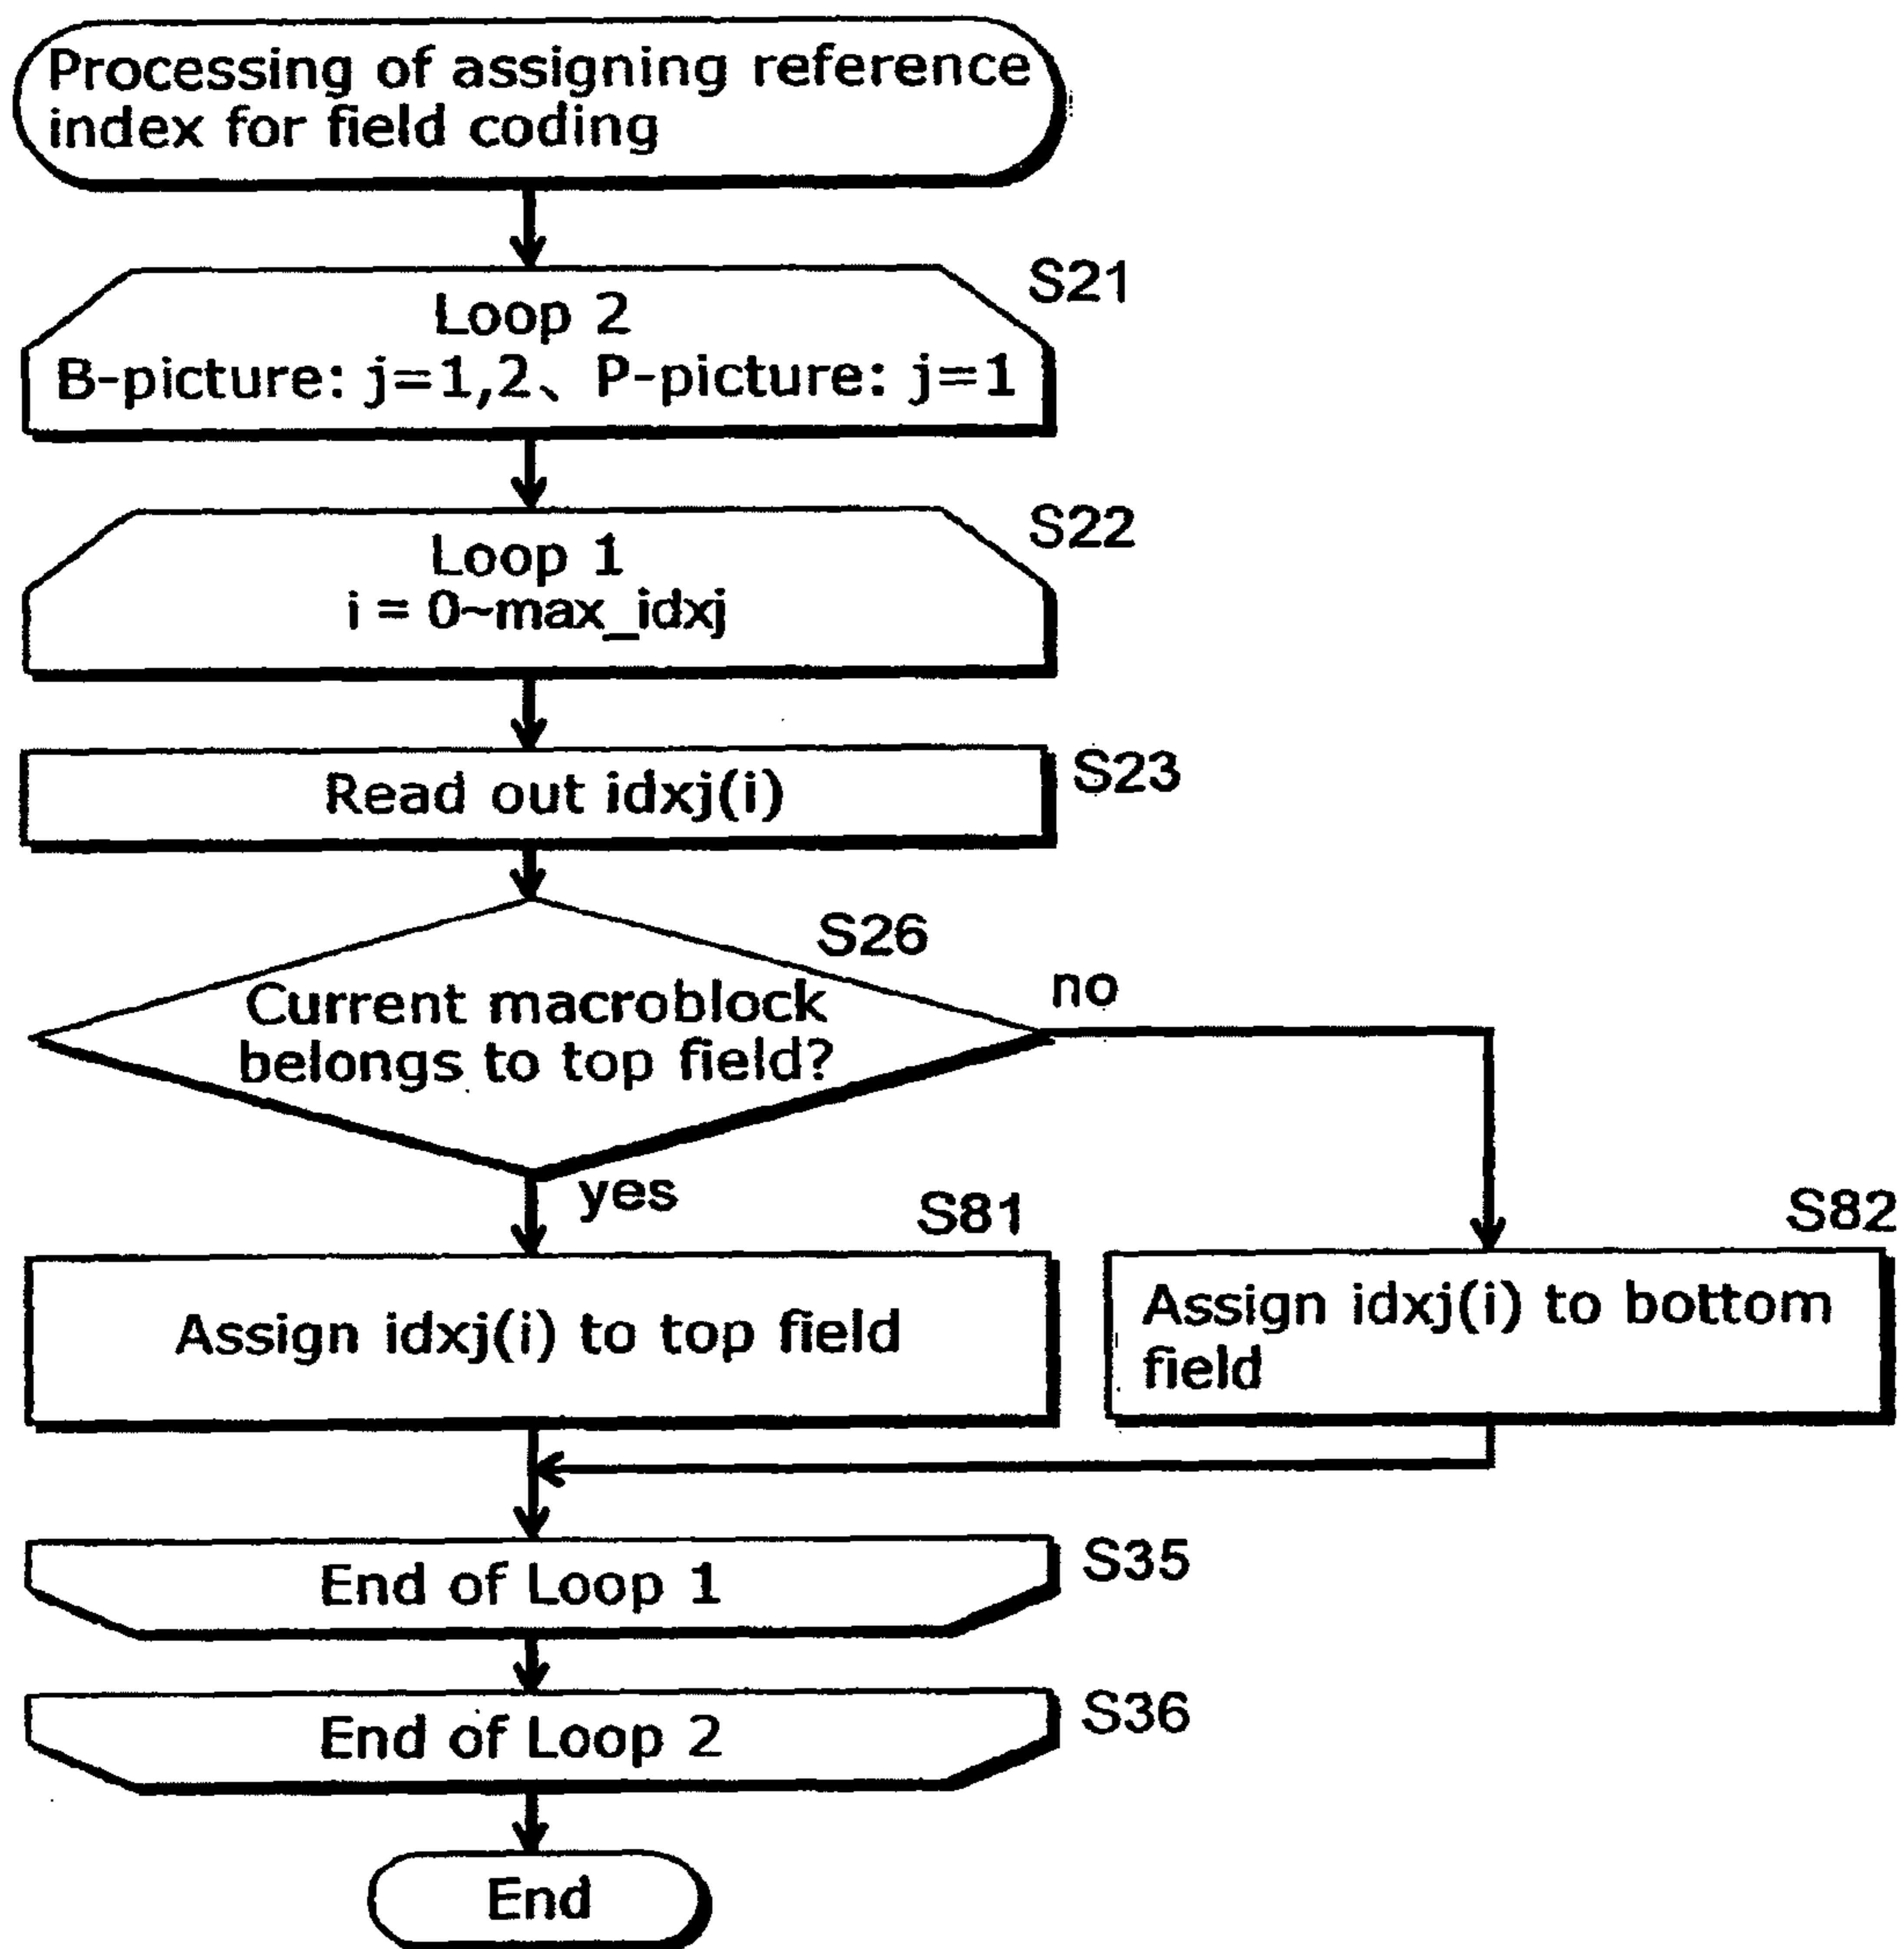 Processing of assigning reference
index for field coding
S21
Loop 2
B-picture: j=1,2、 P-picture: j=1
S22
Loop 1
i = 0~max_idxj
S23
Read out idxj(i)
S26
Current macroblock
belongs to top field?
no
yes
S81
Assign idxj(i) to top field
S82
Assign idxj(i) to bottom
field
End of Loop 1
S35
End of Loop 2
S36
End